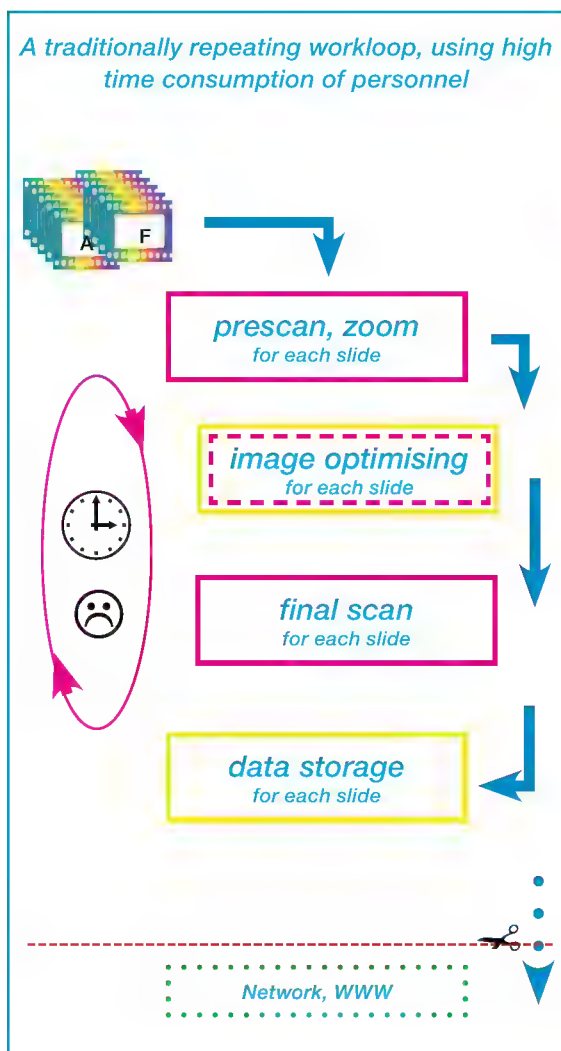 A traditionally repeating workloop, using high
time consumption of personnel
A F
prescan, zoom
for each slide
image optimising
for each slide
final scan
for each slide
data storage
for each slide
Network, WWW